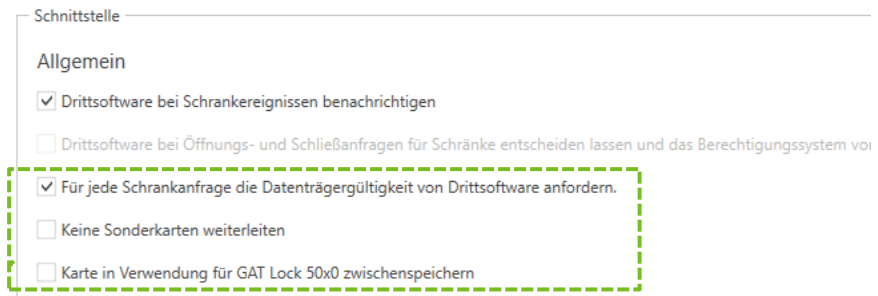 Schnittstelle
Allgemein
Drittsoftware bei Schrankereignissen benachrichtigen
Drittsoftware bei Öffnungs- und Schließanfragen für Schränke entscheiden lassen und das Berechtigungssystem
Für jede Schrankanfrage die Datenträgergültigkeit von Drittsoftware anfordern.
Keine Sonderkarten weiterleiten
Karte in Verwendung für GAT Lock 50x0 zwischenspeichern